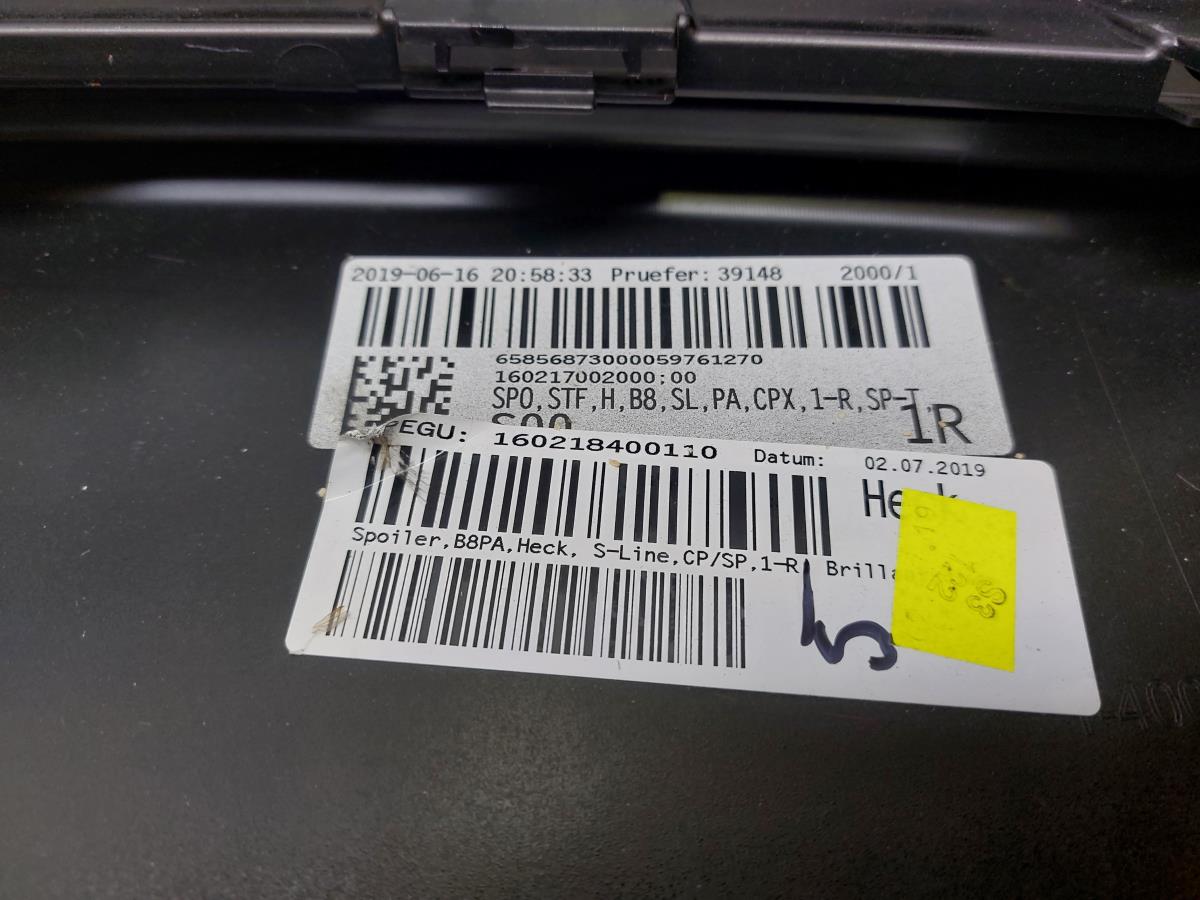 2019-06-16 20:58:33 Pruefer: 39148 2000/1
65856873000059761270
160217002000;00
SPO,STF,H,B8,SL,PA,CPX,1-R,SP-T,
1R
EGU: 160218400110 Datum: 02.07.2019
Spoiler,B8PA,Heck, S-Line,CP/SP,1-R,
5